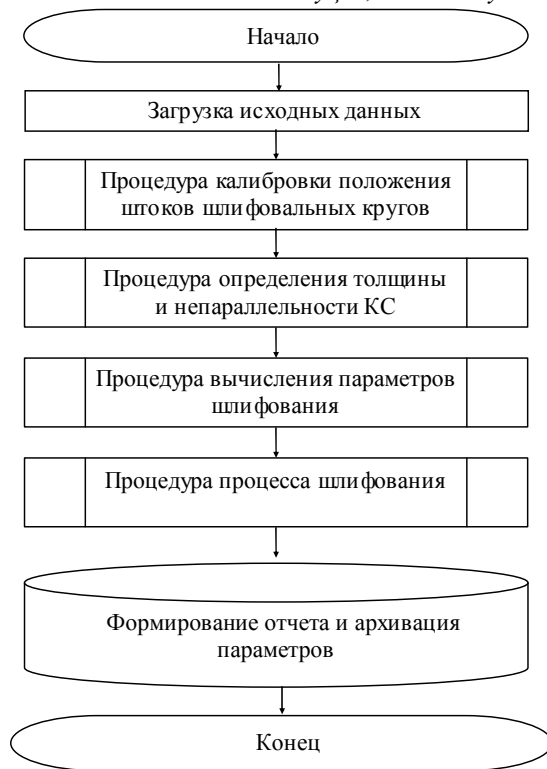 Начало
Загрузка исходных данных
Процедура калибровки положения
штоков шлифовальных кругов
Процедура определения толщины
и непараллельности КС
Процедура вычисления параметров
шлифования
Процедура процесса шлифования
Формирование отчета и архивация
параметров
Конец